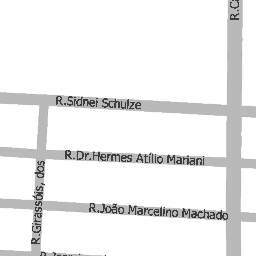 R.Sidnei Schulze
R.Dr.Hermes Atílio Mariani
R.Girassóis, dos
R.João Marcelino Machado